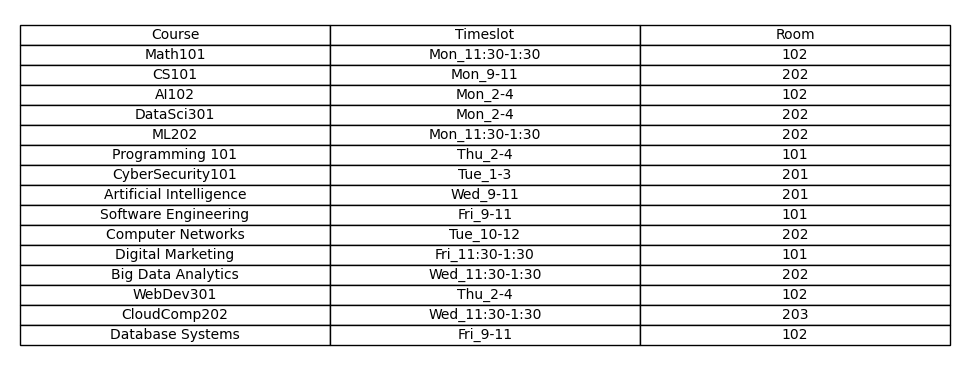 Course Timeslot Room
Math101 Mon_11:30-1:30 102
CS101 Mon_9-11 202
AI102 Mon_2-4 102
DataSci301 Mon_2-4 202
ML202 Mon_11:30-1:30 202
Programming 101 Thu_2-4 101
CyberSecurity101 Tue_1-3 201
Artificial Intelligence Wed_9-11 201
Software Engineering Fri_9-11 101
Computer Networks Tue_10-12 202
Digital Marketing Fri_11:30-1:30 101
Big Data Analytics Wed_11:30-1:30 202
WebDev301 Thu_2-4 102
CloudComp202 Wed_11:30-1:30 203
Database Systems Fri_9-11 102